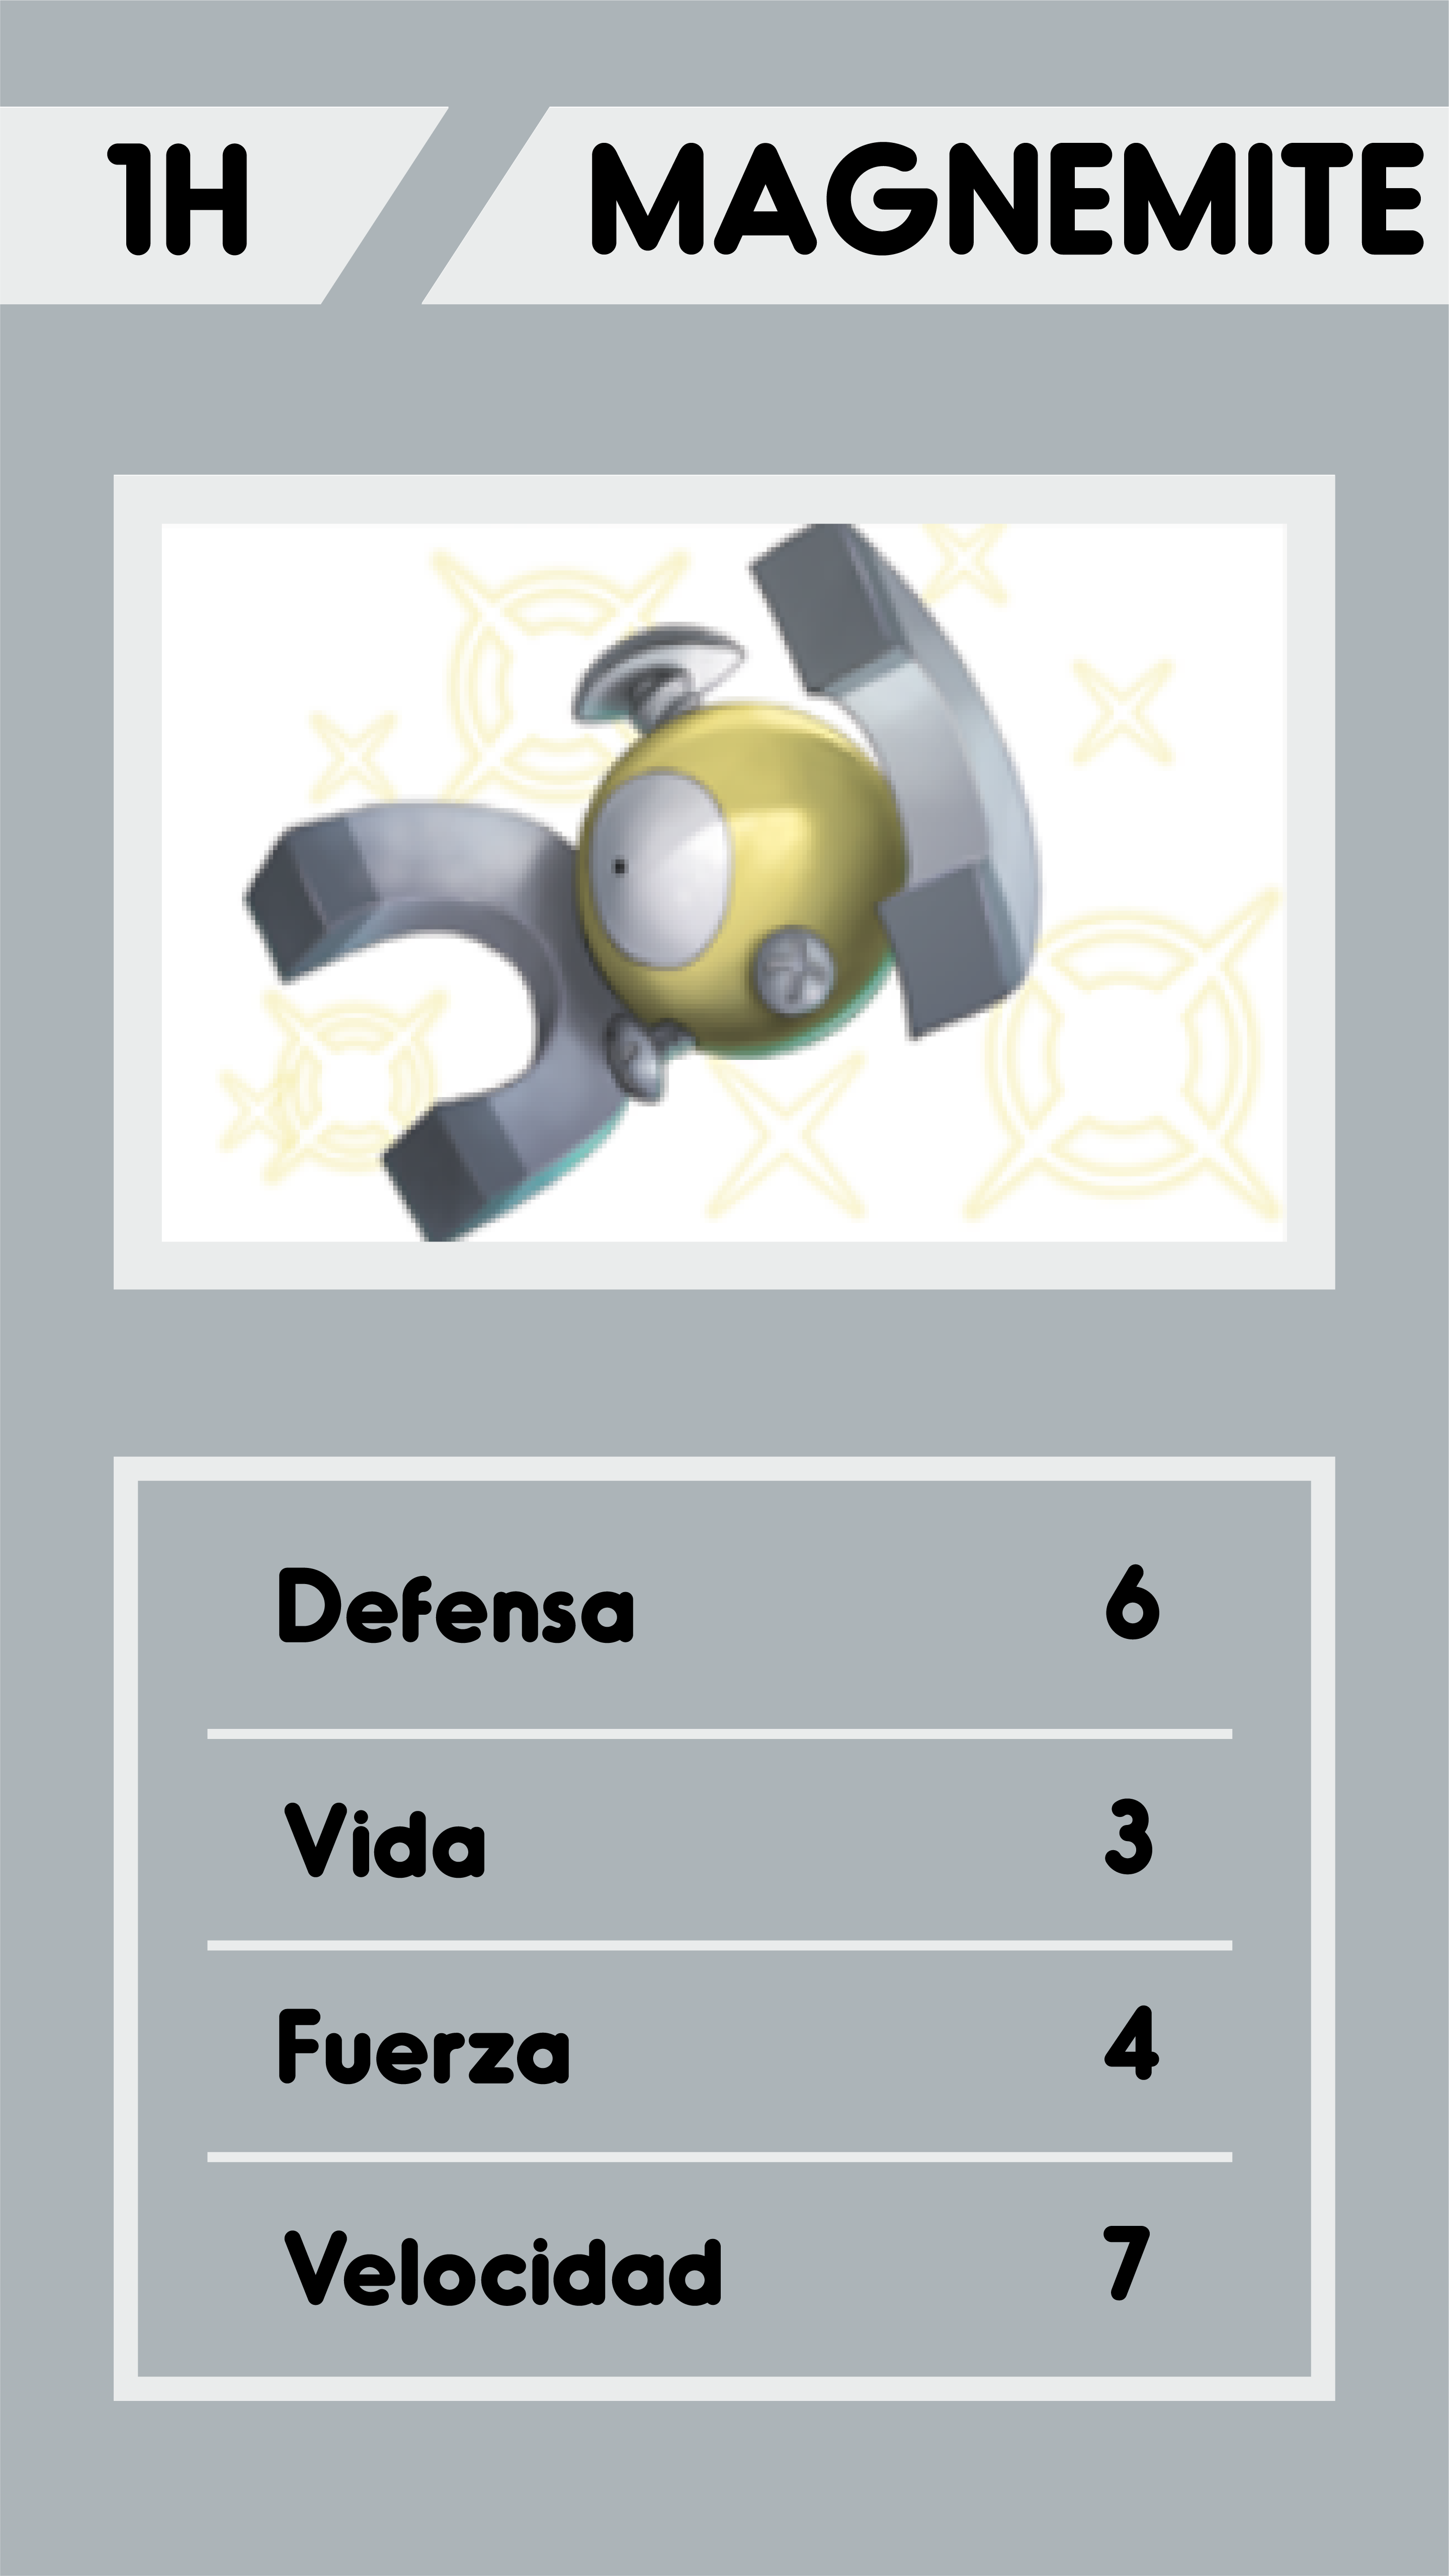 1H MAGNEMITE
Defensa 6
Vida 3
Fuerza 4
Velocidad 7